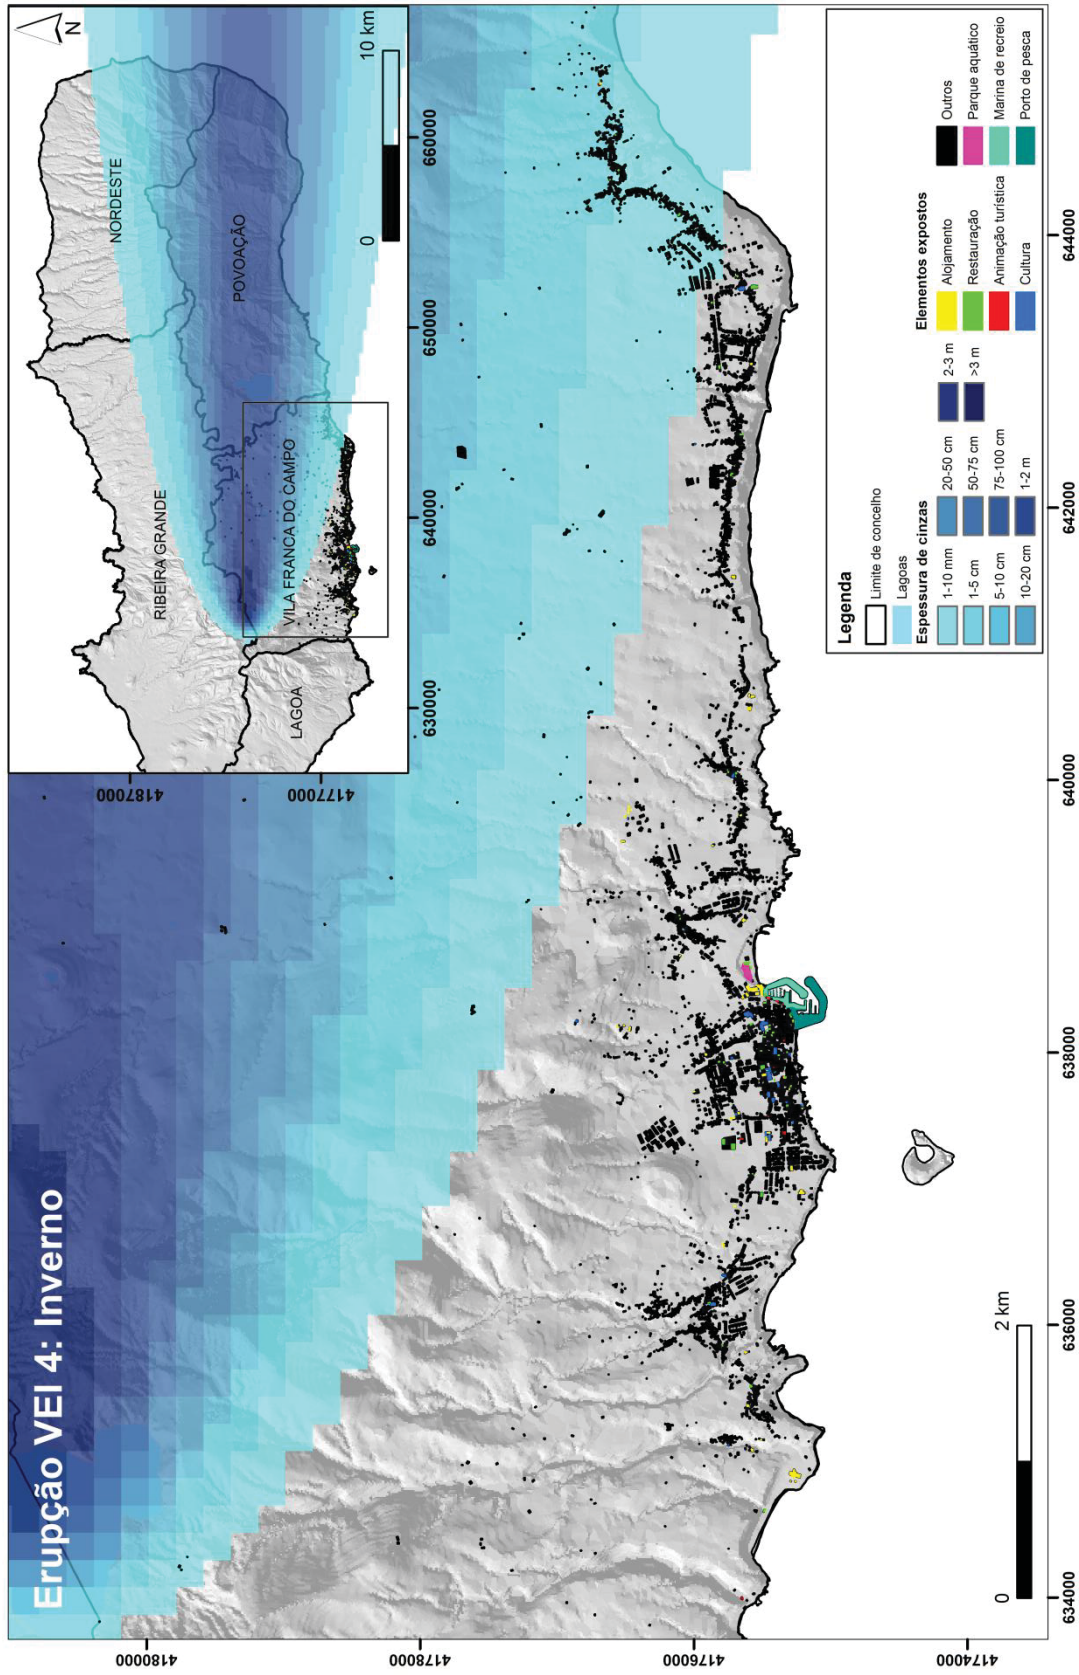 Erupção VEI 4: Inverno
N
NORDESTE
RIBEIRA GRANDE
POVOAÇÃO
VILA FRANCA DO CAMPO
LAGOA
0 10 km
4187000
4177000
630000 640000 650000 660000
4180000
4178000
4176000
4174000
0 2 km
634000 636000 638000 640000 642000 644000
Legenda
Limite de concelho
Lagoas
Espessura de cinzas
1-10 mm
1-5 cm
5-10 cm
10-20 cm
20-50 cm
50-75 cm
75-100 cm
1-2 m
2-3 m
>3 m
Elementos expostos
Alojamento
Restauração
Animação turística
Cultura
Outros
Parque aquático
Marina de recreio
Porto de pesca